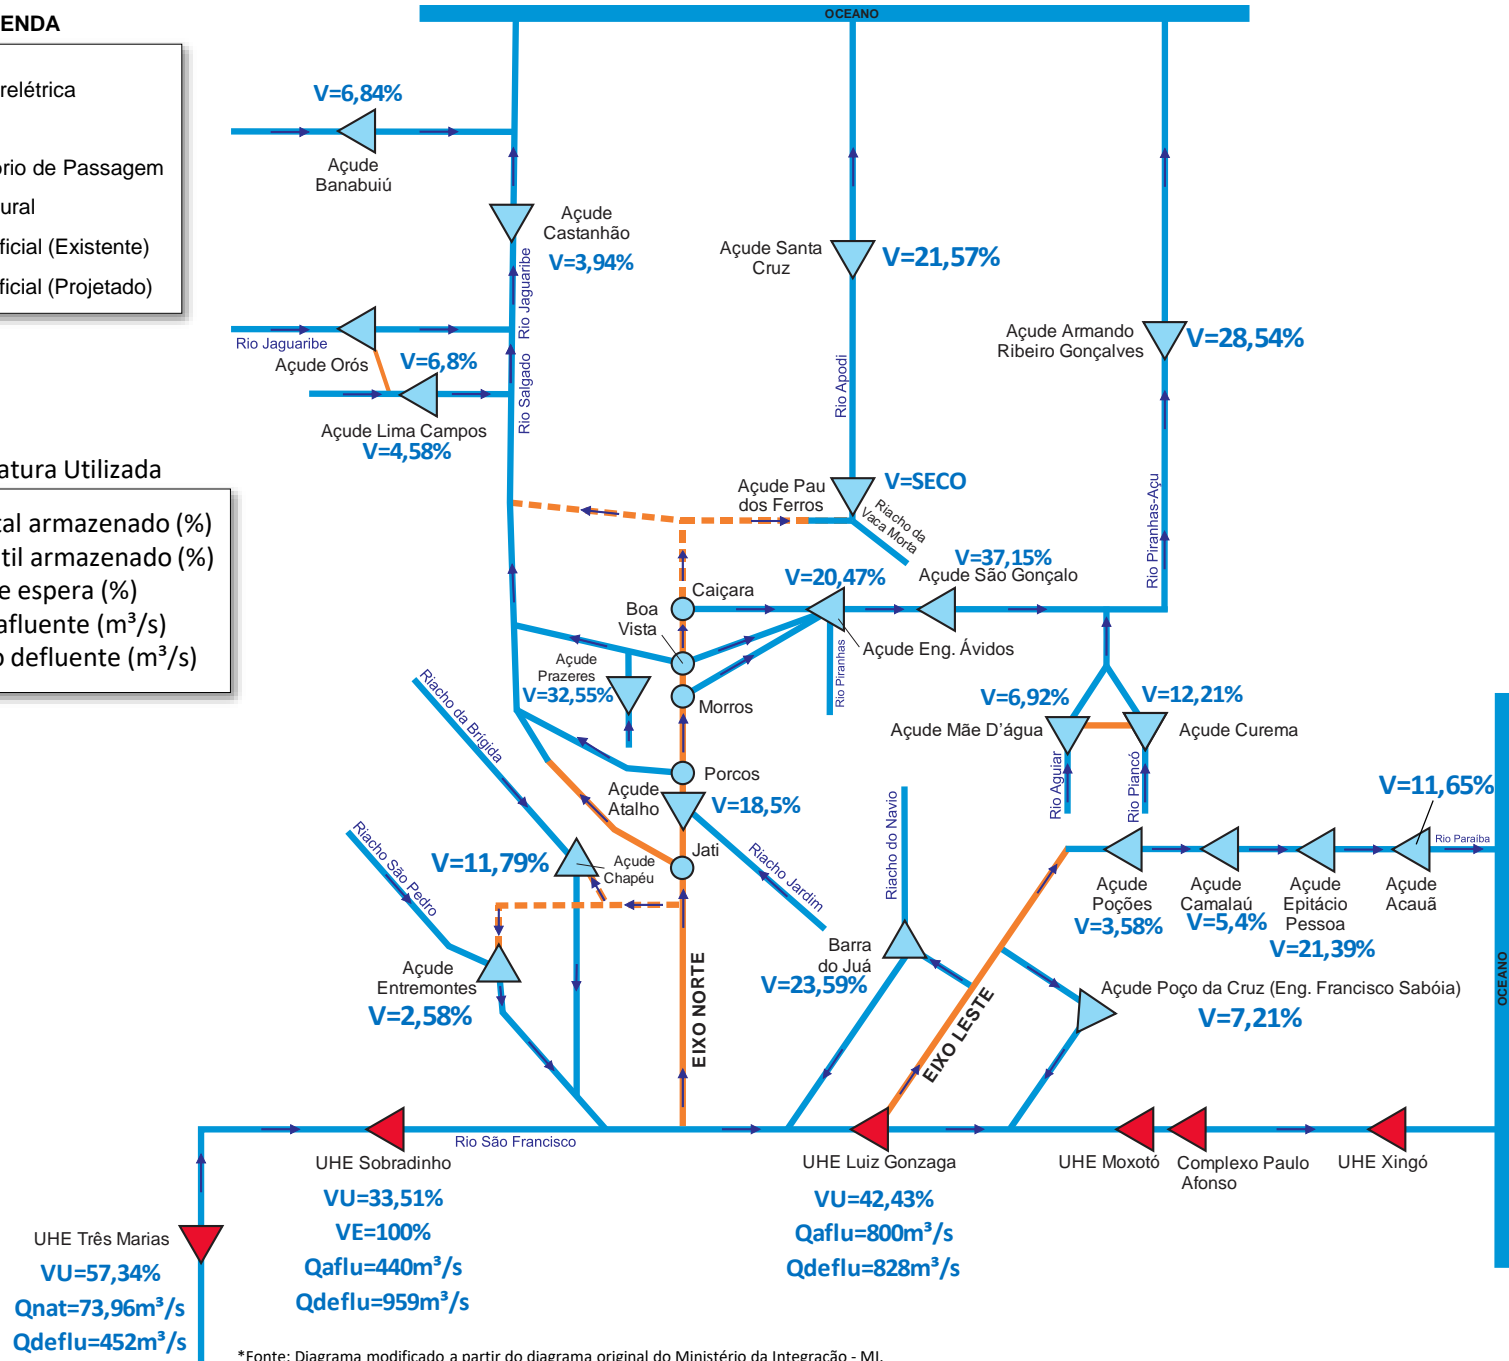 OCEANO
ENDA
relétrica
rio de Passagem
ural
ficial (Existente)
ficial (Projetado)
V=6,84%
Açude
Banabuiú
Açude
Castanhão
V=3,94%
Rio Jaguaribe
Açude Santa
Cruz
V=21,57%
Açude Armando
Ribeiro Gonçalves
V=28,54%
Rio Jaguaribe
Açude Orós
V=6,8%
Rio Salgado
Rio Apodi
Açude Lima Campos
V=4,58%
atura Utilizada
tal armazenado (%)
til armazenado (%)
e espera (%)
afluente (m³/s)
o defluente (m³/s)
Açude Pau
dos Ferros
V=SECO
Riacho da
Vaca Morta
Rio Piranhas-Açu
V=37,15%
Açude São Gonçalo
V=20,47%
Caiçara
Boa
Vista
Açude Eng. Ávidos
Açude
Prazeres
V=32,55%
Morros
Rio Piranhas
Riacho da Brígida
V=6,92%
V=12,21%
Açude Mãe D'água
Açude Curema
Porcos
Açude
Atalho
V=18,5%
Rio Aguiar
Rio Piancó
V=11,65%
Riacho do Navio
Rio Paraiba
Riacho São Pedro
V=11,79%
Açude
Chapéu
Jati
Riacho Jardim
Açude
Poções
V=3,58%
Açude
Camalaú
V=5,4%
Açude
Epitácio
Pessoa
V=21,39%
Açude
Acauã
Açude
Entremontes
V=2,58%
Barra
do Juá
V=23,59%
EIXO NORTE
EIXO LESTE
Açude Poço da Cruz (Eng. Francisco Sabóia)
V=7,21%
OCEANO
Rio São Francisco
UHE Sobradinho
VU=33,51%
VE=100%
Qaflu=440m³/s
Qdeflu=959m³/s
UHE Luiz Gonzaga
VU=42,43%
Qaflu=800m³/s
Qdeflu=828m³/s
UHE Moxotó
Complexo Paulo
Afonso
UHE Xingó
UHE Três Marias
VU=57,34%
Qnat=73,96m³/s
Qdeflu=452m³/s
*Fonte: Diagrama modificado a partir do diagrama original do Ministério da Integração - MI.